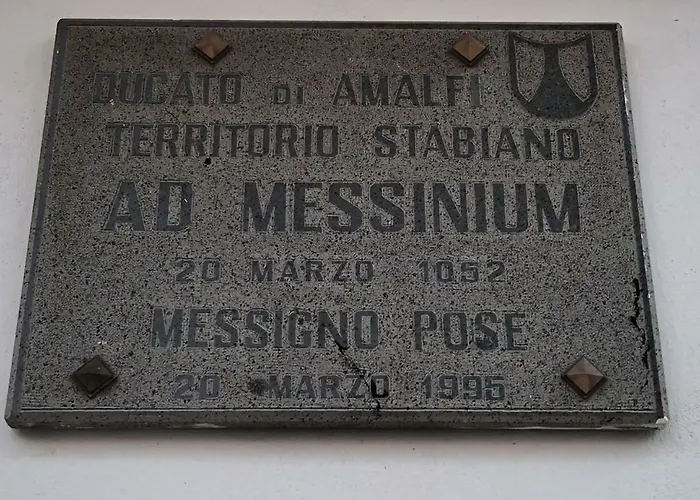 DUCATO DI AMALFI
TERRITORIO STABIANO
AD MESSINIUM
20 MARZO 1052
MESSIGNO POSE
20 MARZO 1995